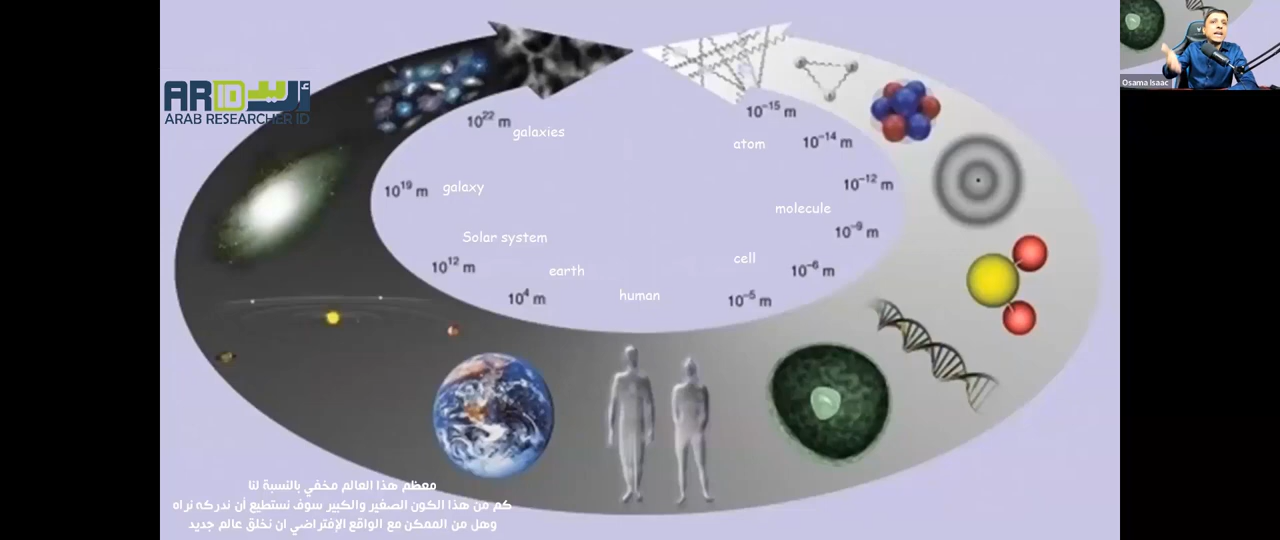 ARID أريد
ARAB RESEARCHER ID
Osama Isaac
10²² m
galaxies
10⁻¹⁵ m
atom
10⁻¹⁴ m
10¹⁹ m
galaxy
10⁻¹² m
molecule
10⁻⁹ m
Solar system
cell
10¹² m
earth
10⁻⁶ m
10⁴ m
human
10⁻⁵ m
معظم هذا العالم مخفي بالنسبة لنا
كم من هذا الكون الصغير والكبير سوف نستطيع أن ندركه نراه
وهل من الممكن مع الواقع الإفتراضي ان نخلق عالم جديد